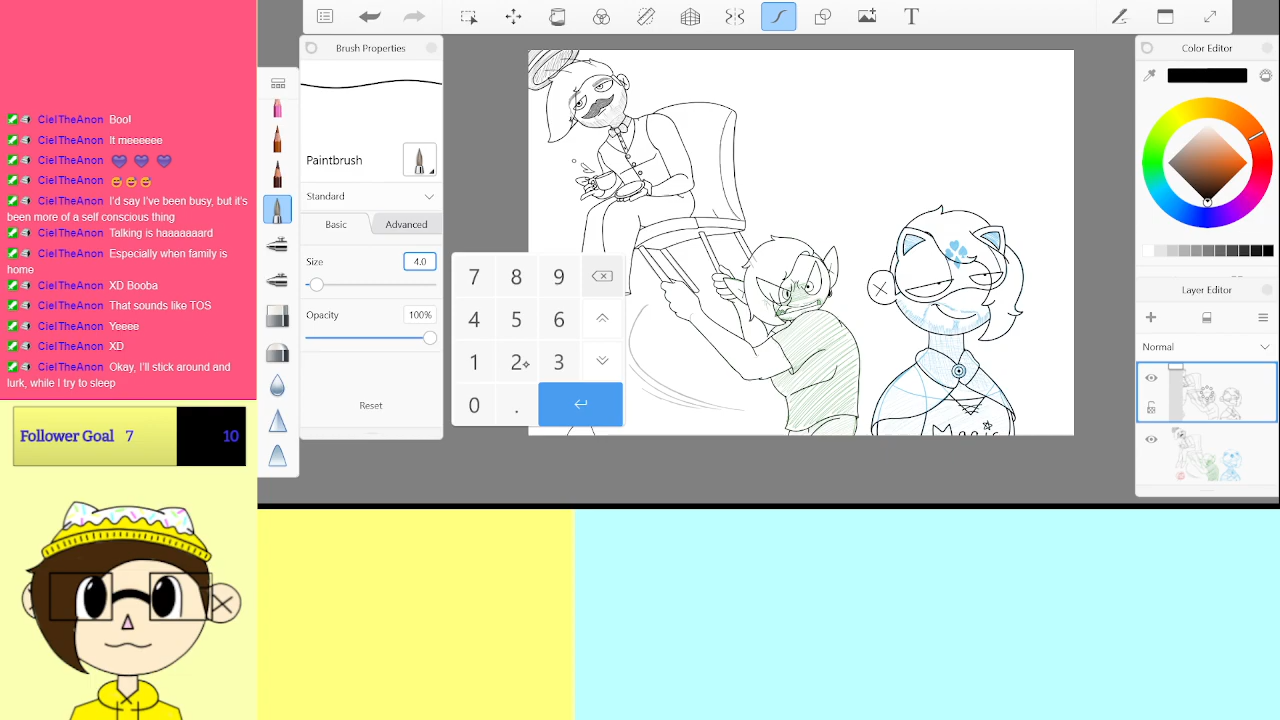 CielTheAnon Boo!
CielTheAnon It meeeeee
CielTheAnon
CielTheAnon
CielTheAnon I'd say I've been busy, but it's
been more of a self conscious thing
CielTheAnon Talking is haaaaaard
CielTheAnon Especially when family is
home
CielTheAnon XD Booba
CielTheAnon That sounds like TOS
CielTheAnon Yeeee
CielTheAnon XD
CielTheAnon Okay, I'll stick around and
lurk, while I try to sleep
Follower Goal 7 10
T
Brush Properties
Paintbrush
Standard
Basic Advanced
Size 4.0
Opacity 100%
Reset
7 8 9
4 5 6
1 2 3
0 .
Magic
Color Editor
Layer Editor
Normal